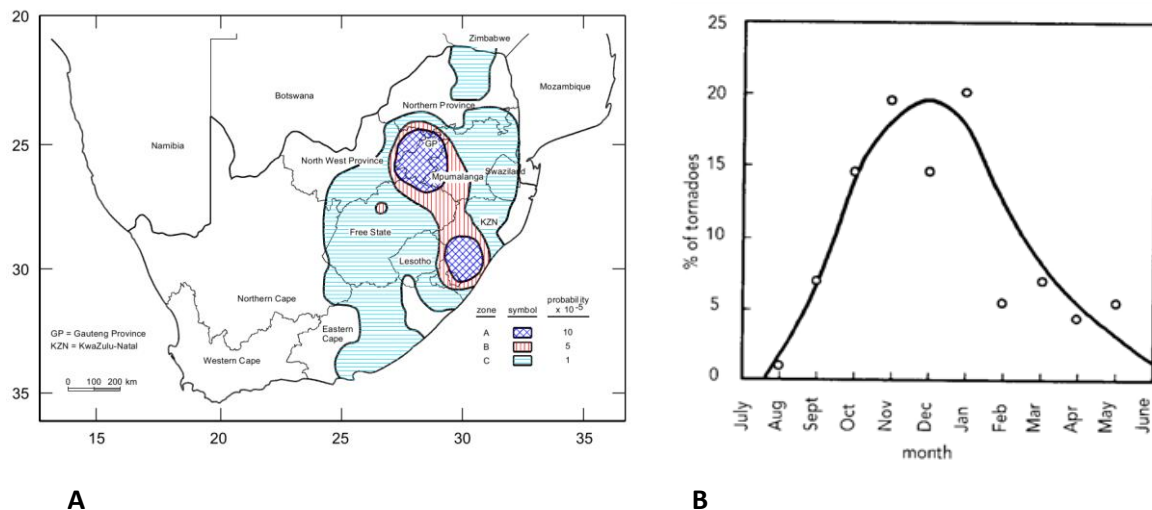 20
25
30
35
15
20
25
30
35
Zimbabwe
Mozambique
Botswana
Northern Province
Namibia
GP
North West Province
Mpumalanga
Swaziland
KZN
Free State
Lesotho
Northern Cape
Eastern
Cape
Western Cape
GP = Gauteng Province
KZN = KwaZulu-Natal
0 100 200 km
zone symbol probability
x 10⁻⁵
A 10
B 5
C 1
A
25
20
15
10
5
0
% of tornadoes
July
Aug
Sept
Oct
Nov
Dec
Jan
Feb
Mar
Apr
May
June
month
B